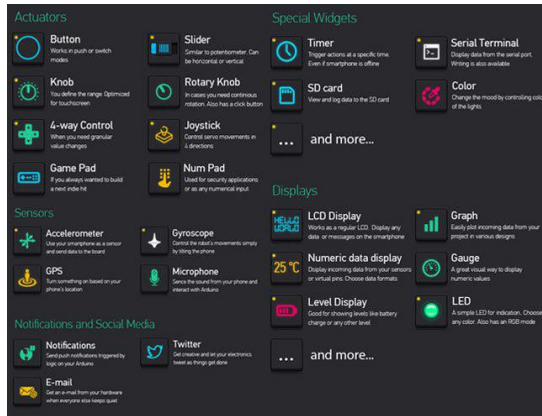 Actuators
Button
Works in push or switch
modes
Slider
Similar to potentiometer. Can
be horizontal or vertical
Knob
You define the range. Optimized
for touchscreen
Rotary Knob
In cases you need continuous
rotation. Also has a click button
4-way Control
When you need granular
value changes
Joystick
Control serve movements in
4 directions
Game Pad
If you always wanted to build
a next indie hit
Num Pad
Used for security applications
or as any numerical input
Sensors
Accelerometer
Use your smartphone as a sensor
and send data to the board
Gyroscope
Control the robot's movements simply
by tilting the phone
GPS
Turn something on based on your
phone's location
Microphone
Sence the sound from your phone and
interact with Arduino
Notifications and Social Media
Notifications
Send push notifications triggered by
logic on your Arduino
Twitter
Get creative and let your electronics
tweet as things get done
E-mail
Get an e-mail from your hardware
when everyone else keeps quiet
Special Widgets
Timer
Trigger actions at a specific time.
Even if smartphone is offline
Serial Terminal
Display data from the serial port.
Writing is also available
SD card
View and log data to the SD card
Color
Change the mood by controlling colo
of the lights
... and more...
Displays
HELLO
WORLD
LCD Display
Works as a regular LCD. Display any
data or messages on the smartphone
Graph
Easily plot incoming data from your
project in various designs
25 °C
Numeric data display
Display incoming data from your sensors
or virtual pins. Choose data formats
Gauge
A great visual way to display
numeric values
Level Display
Good for showing levels like battery
charge or any other level
LED
A simple LED for indication. Choose
any color. Also has an RGB mode
... and more...